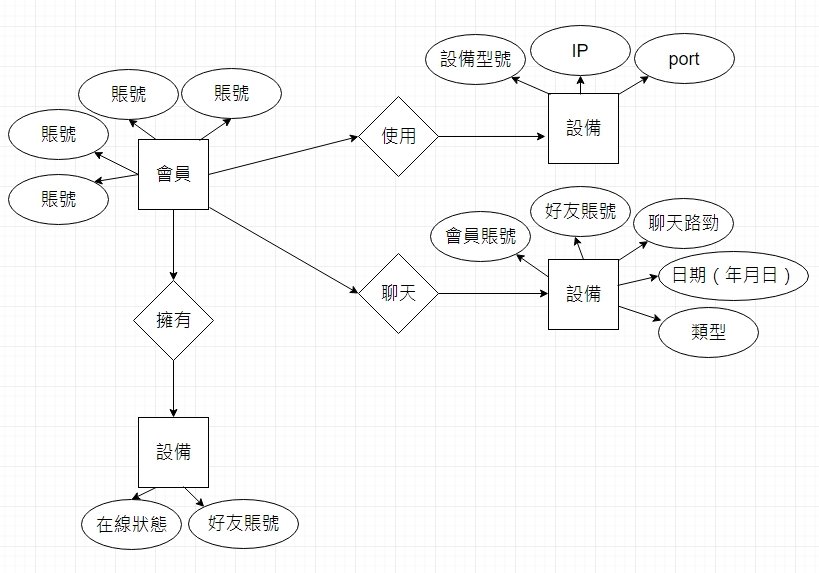 設備型號
IP
port
賬號
賬號
賬號
賬號
會員
使用
設備
會員賬號
好友賬號
聊天路勁
日期（年月日）
類型
聊天
設備
擁有
設備
在線狀態
好友賬號